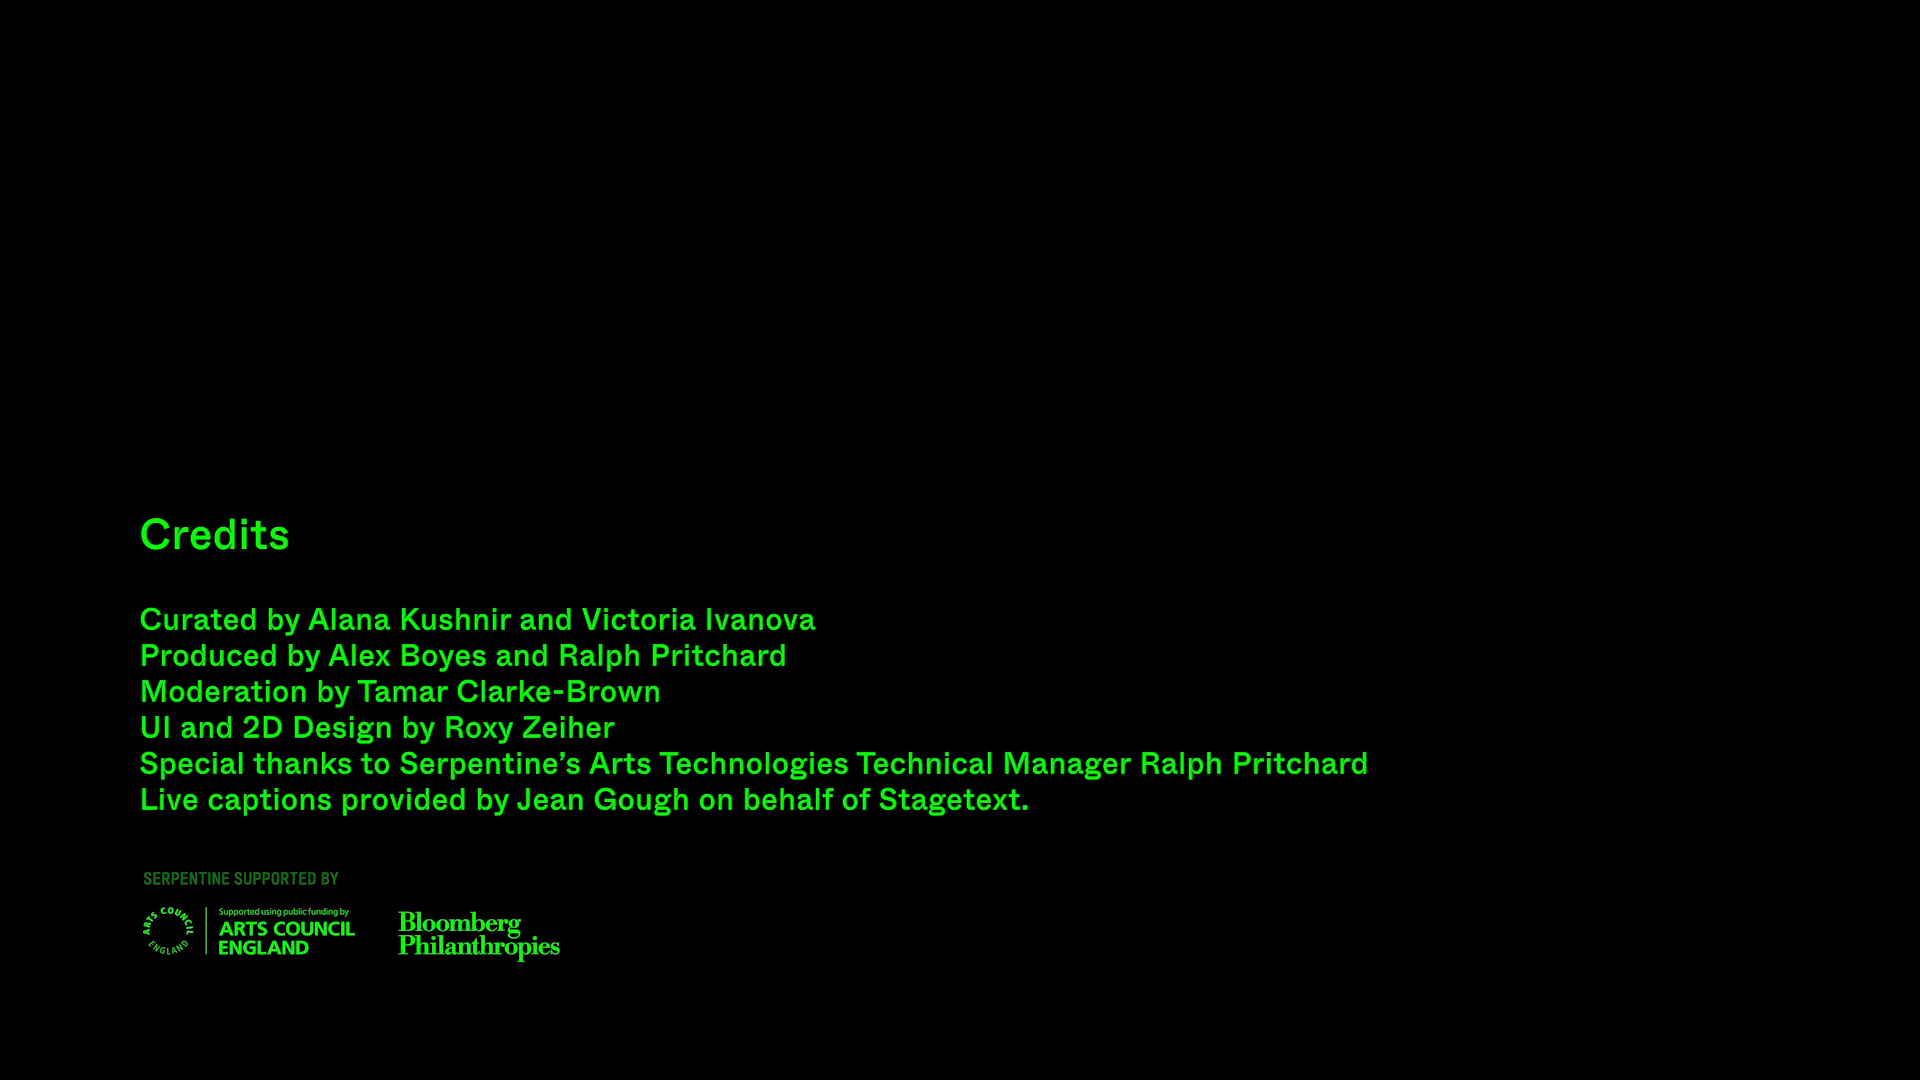 Credits
Curated by Alana Kushnir and Victoria Ivanova
Produced by Alex Boyes and Ralph Pritchard
Moderation by Tamar Clarke-Brown
UI and 2D Design by Roxy Zeiher
Special thanks to Serpentine’s Arts Technologies Technical Manager Ralph Pritchard
Live captions provided by Jean Gough on behalf of Stagetext.
SERPENTINE SUPPORTED BY
ARTS COUNCIL ENGLAND
Supported using public funding by
ARTS COUNCIL
ENGLAND
Bloomberg
Philanthropies